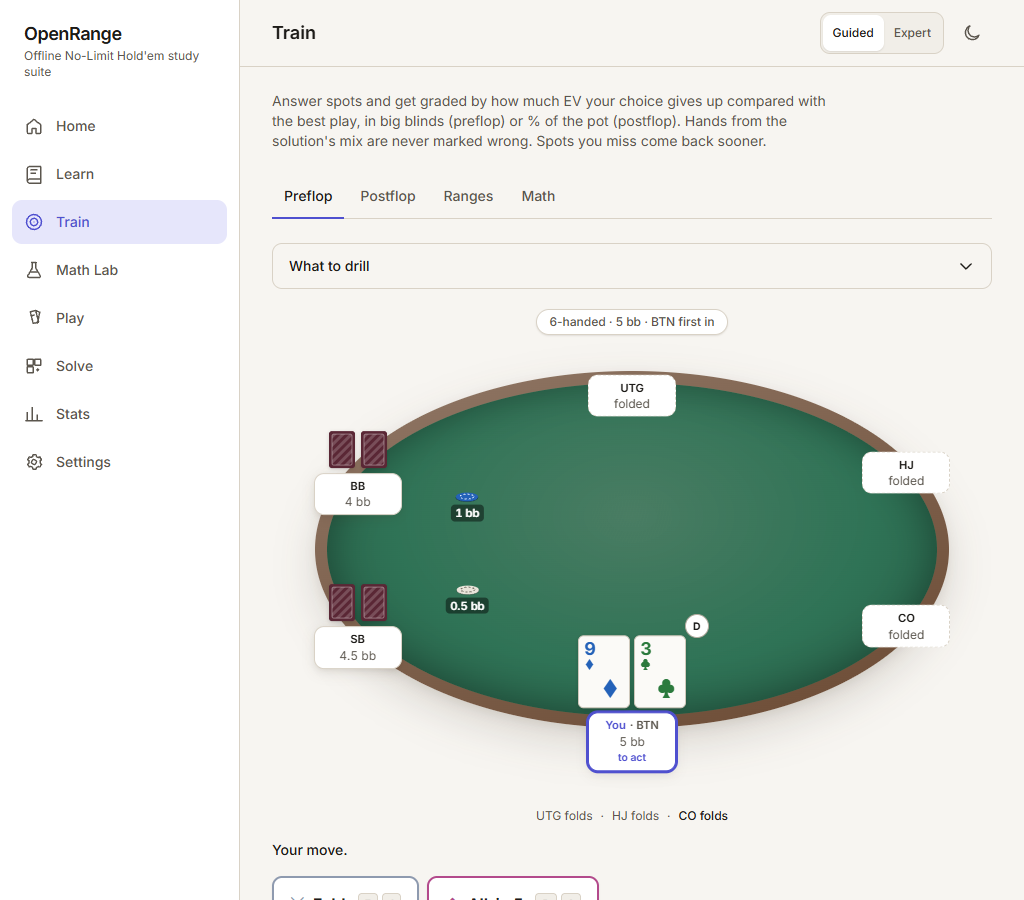 OpenRange
Offline No-Limit Hold'em study
suite
Home
Learn
Train
Math Lab
Play
Solve
Stats
Settings
Train
Guided
Expert
Answer spots and get graded by how much EV your choice gives up compared with
the best play, in big blinds (preflop) or % of the pot (postflop). Hands from the
solution's mix are never marked wrong. Spots you miss come back sooner.
Preflop
Postflop
Ranges
Math
What to drill
6-handed · 5 bb · BTN first in
UTG
folded
HJ
folded
BB
4 bb
1 bb
CO
folded
SB
4.5 bb
0.5 bb
D
9
3
You · BTN
5 bb
to act
UTG folds · HJ folds · CO folds
Your move.